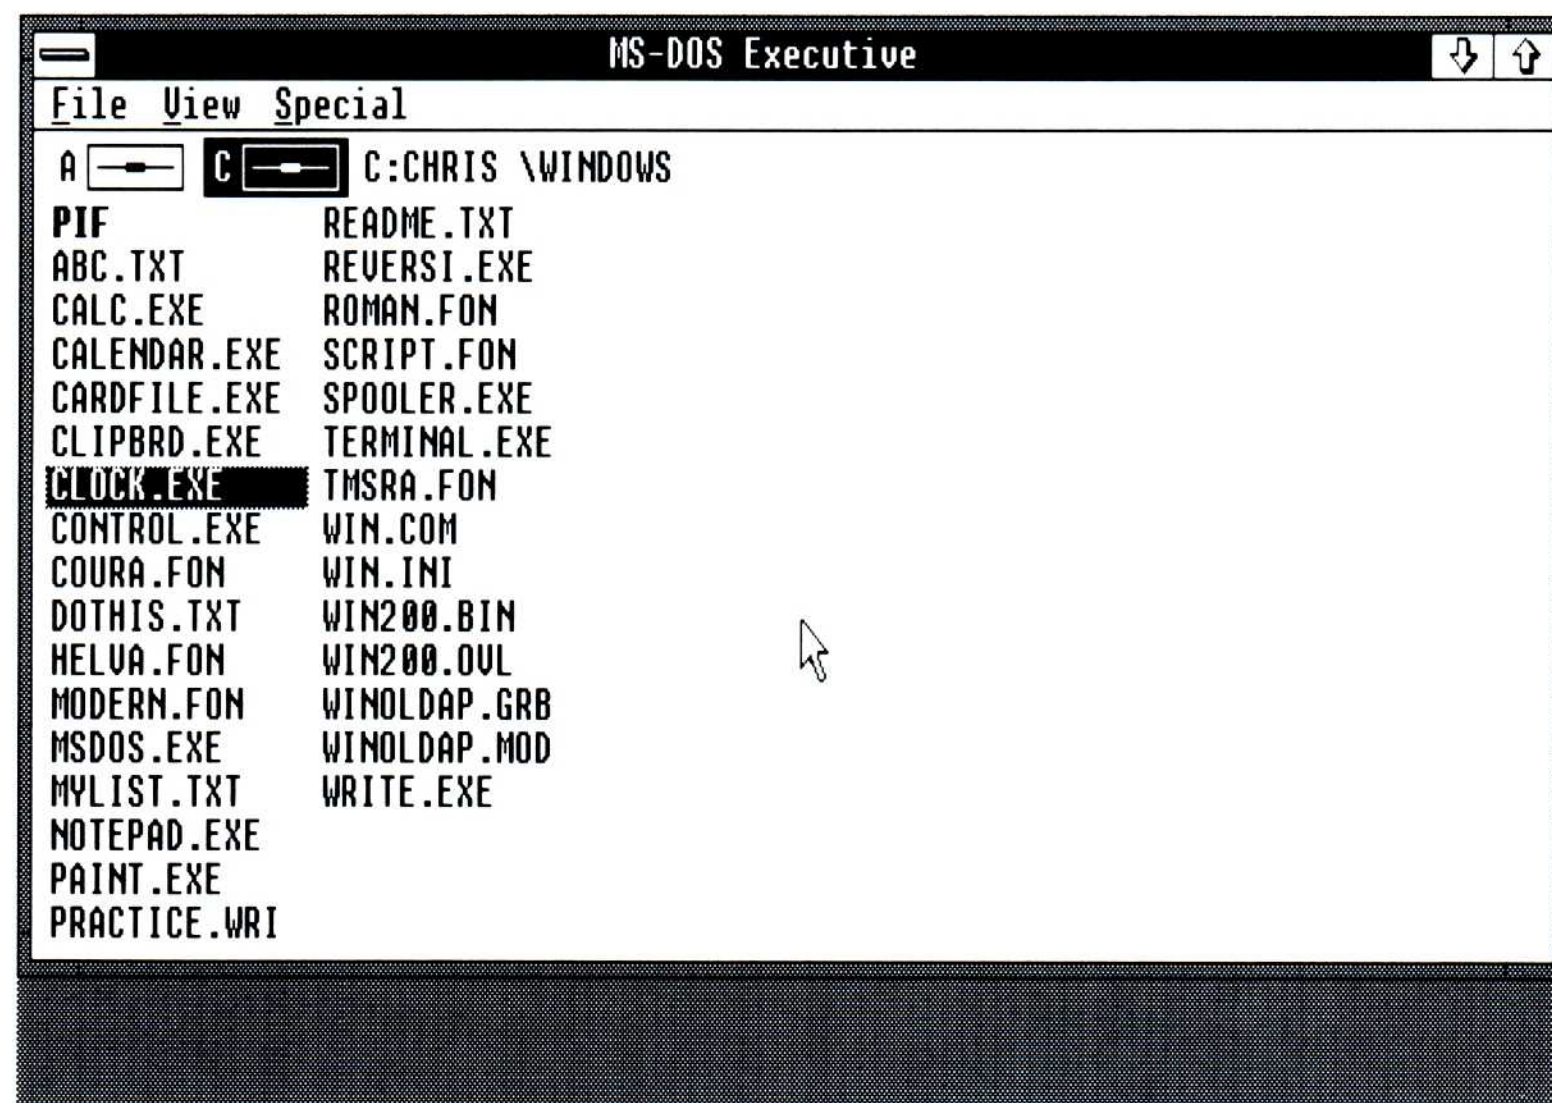 MS-DOS Executive
File View Special
A C C:CHRIS \WINDOWS
PIF
ABC.TXT
CALC.EXE
CALENDAR.EXE
CARDFILE.EXE
CLIPBRD.EXE
CLOCK.EXE
CONTROL.EXE
COURA.FON
DOTHIS.TXT
HELVA.FON
MODERN.FON
MSDOS.EXE
MYLIST.TXT
NOTEPAD.EXE
PAINT.EXE
PRACTICE.WRI
README.TXT
REVERSI.EXE
ROMAN.FON
SCRIPT.FON
SPOOLER.EXE
TERMINAL.EXE
TMSRA.FON
WIN.COM
WIN.INI
WIN200.BIN
WIN200.OVL
WINOLDAP.GRB
WINOLDAP.MOD
WRITE.EXE